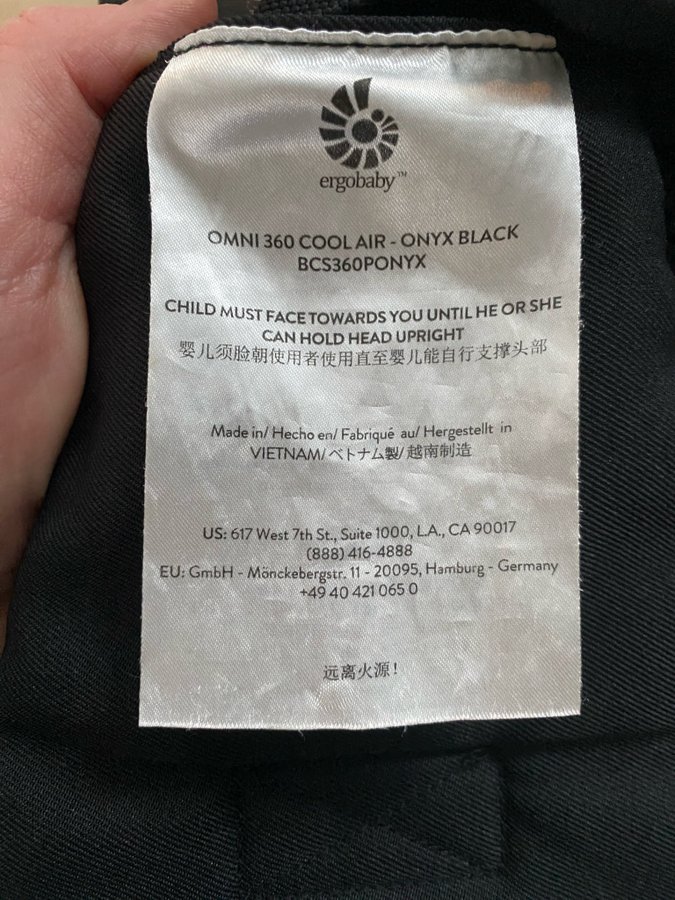 ergobaby™
OMNI 360 COOL AIR - ONYX BLACK
BCS360PONYX
CHILD MUST FACE TOWARDS YOU UNTIL HE OR SHE
CAN HOLD HEAD UPRIGHT
婴儿须脸朝使用者使用直至婴儿能自行支撑头部
Made in/ Hecho en/ Fabriqué au/ Hergestellt in
VIETNAM/ベトナム製/越南制造
US: 617 West 7th St., Suite 1000, L.A., CA 90017
(888) 416-4888
EU: GmbH - Mönckebergstr. 11 - 20095, Hamburg - Germany
+49 40 421 065 0
远离火源！